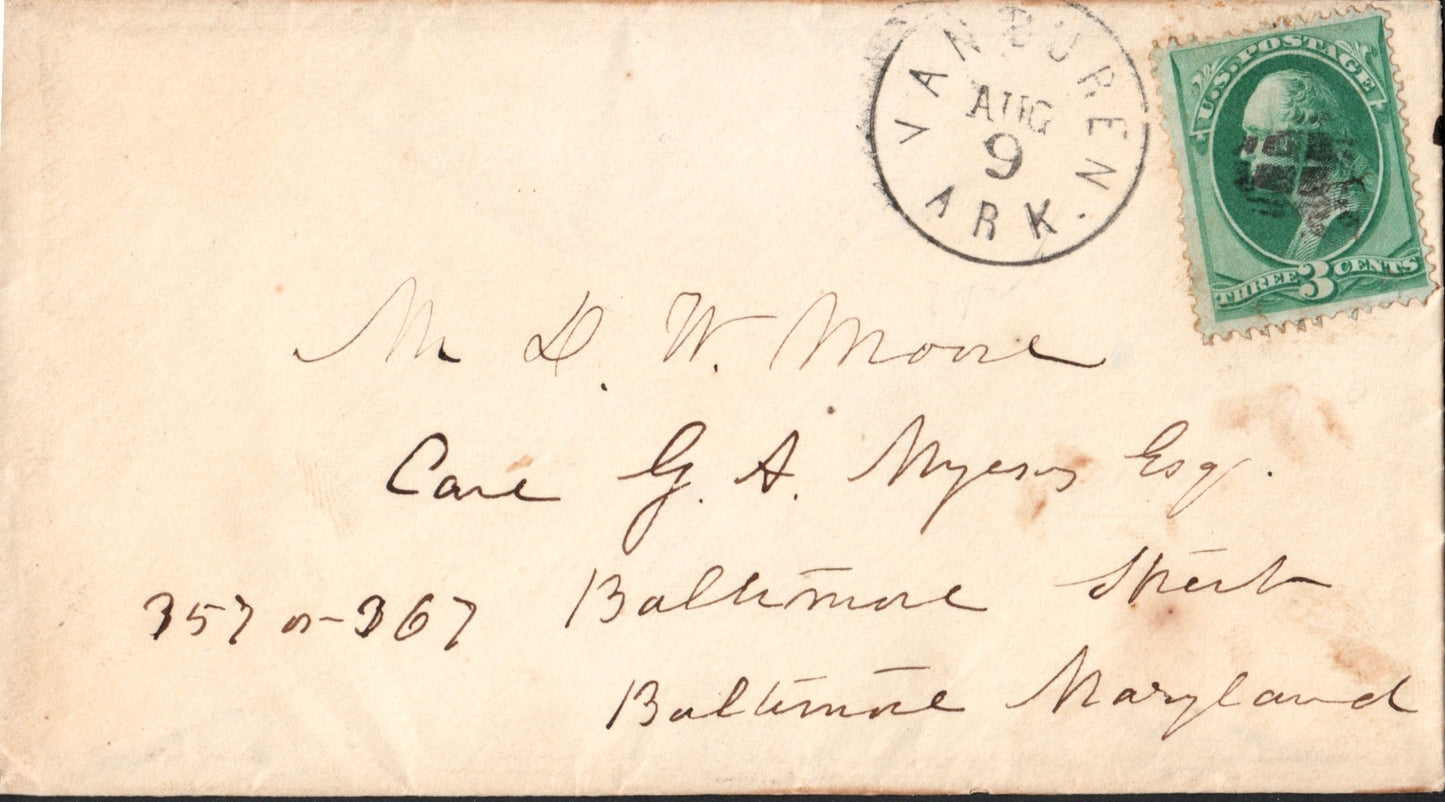 VAN BUREN.
AUG
9
ARK.
U.S. POSTAGE
THREE 3 CENTS
Mr D. W. Moore
Care G. A. Myers Esq.
357 or 367 Baltimore Street
Baltimore Maryland